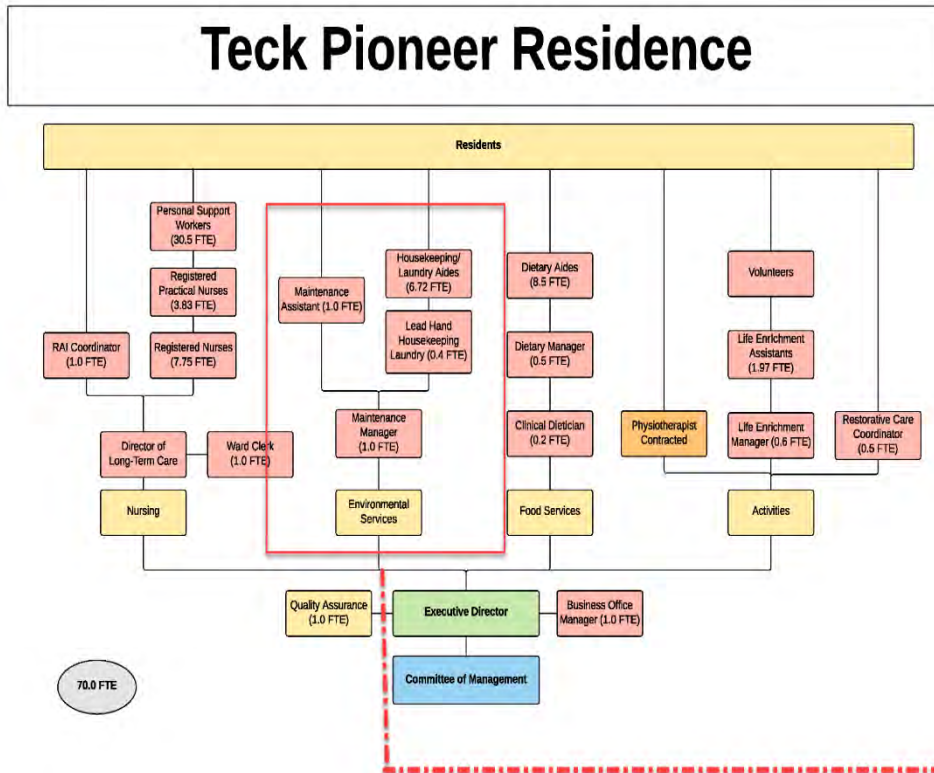 Teck Pioneer Residence
Residents
Personal Support
Workers
(30.5 FTE)
Registered
Practical Nurses
(3.83 FTE)
RAI Coordinator
(1.0 FTE)
Registered Nurses
(7.75 FTE)
Director of
Long-Term Care
Ward Clerk
(1.0 FTE)
Nursing
Maintenance
Assistant (1.0 FTE)
Housekeeping/
Laundry Aides
(6.72 FTE)
Lead Hand
Housekeeping
Laundry (0.4 FTE)
Maintenance
Manager
(1.0 FTE)
Environmental
Services
Dietary Aides
(8.5 FTE)
Dietary Manager
(0.5 FTE)
Clinical Dietician
(0.2 FTE)
Food Services
Physiotherapist
Contracted
Volunteers
Life Enrichment
Assistants
(1.97 FTE)
Life Enrichment
Manager (0.6 FTE)
Restorative Care
Coordinator
(0.5 FTE)
Activities
Quality Assurance
(1.0 FTE)
Executive Director
Business Office
Manager (1.0 FTE)
Committee of Management
70.0 FTE